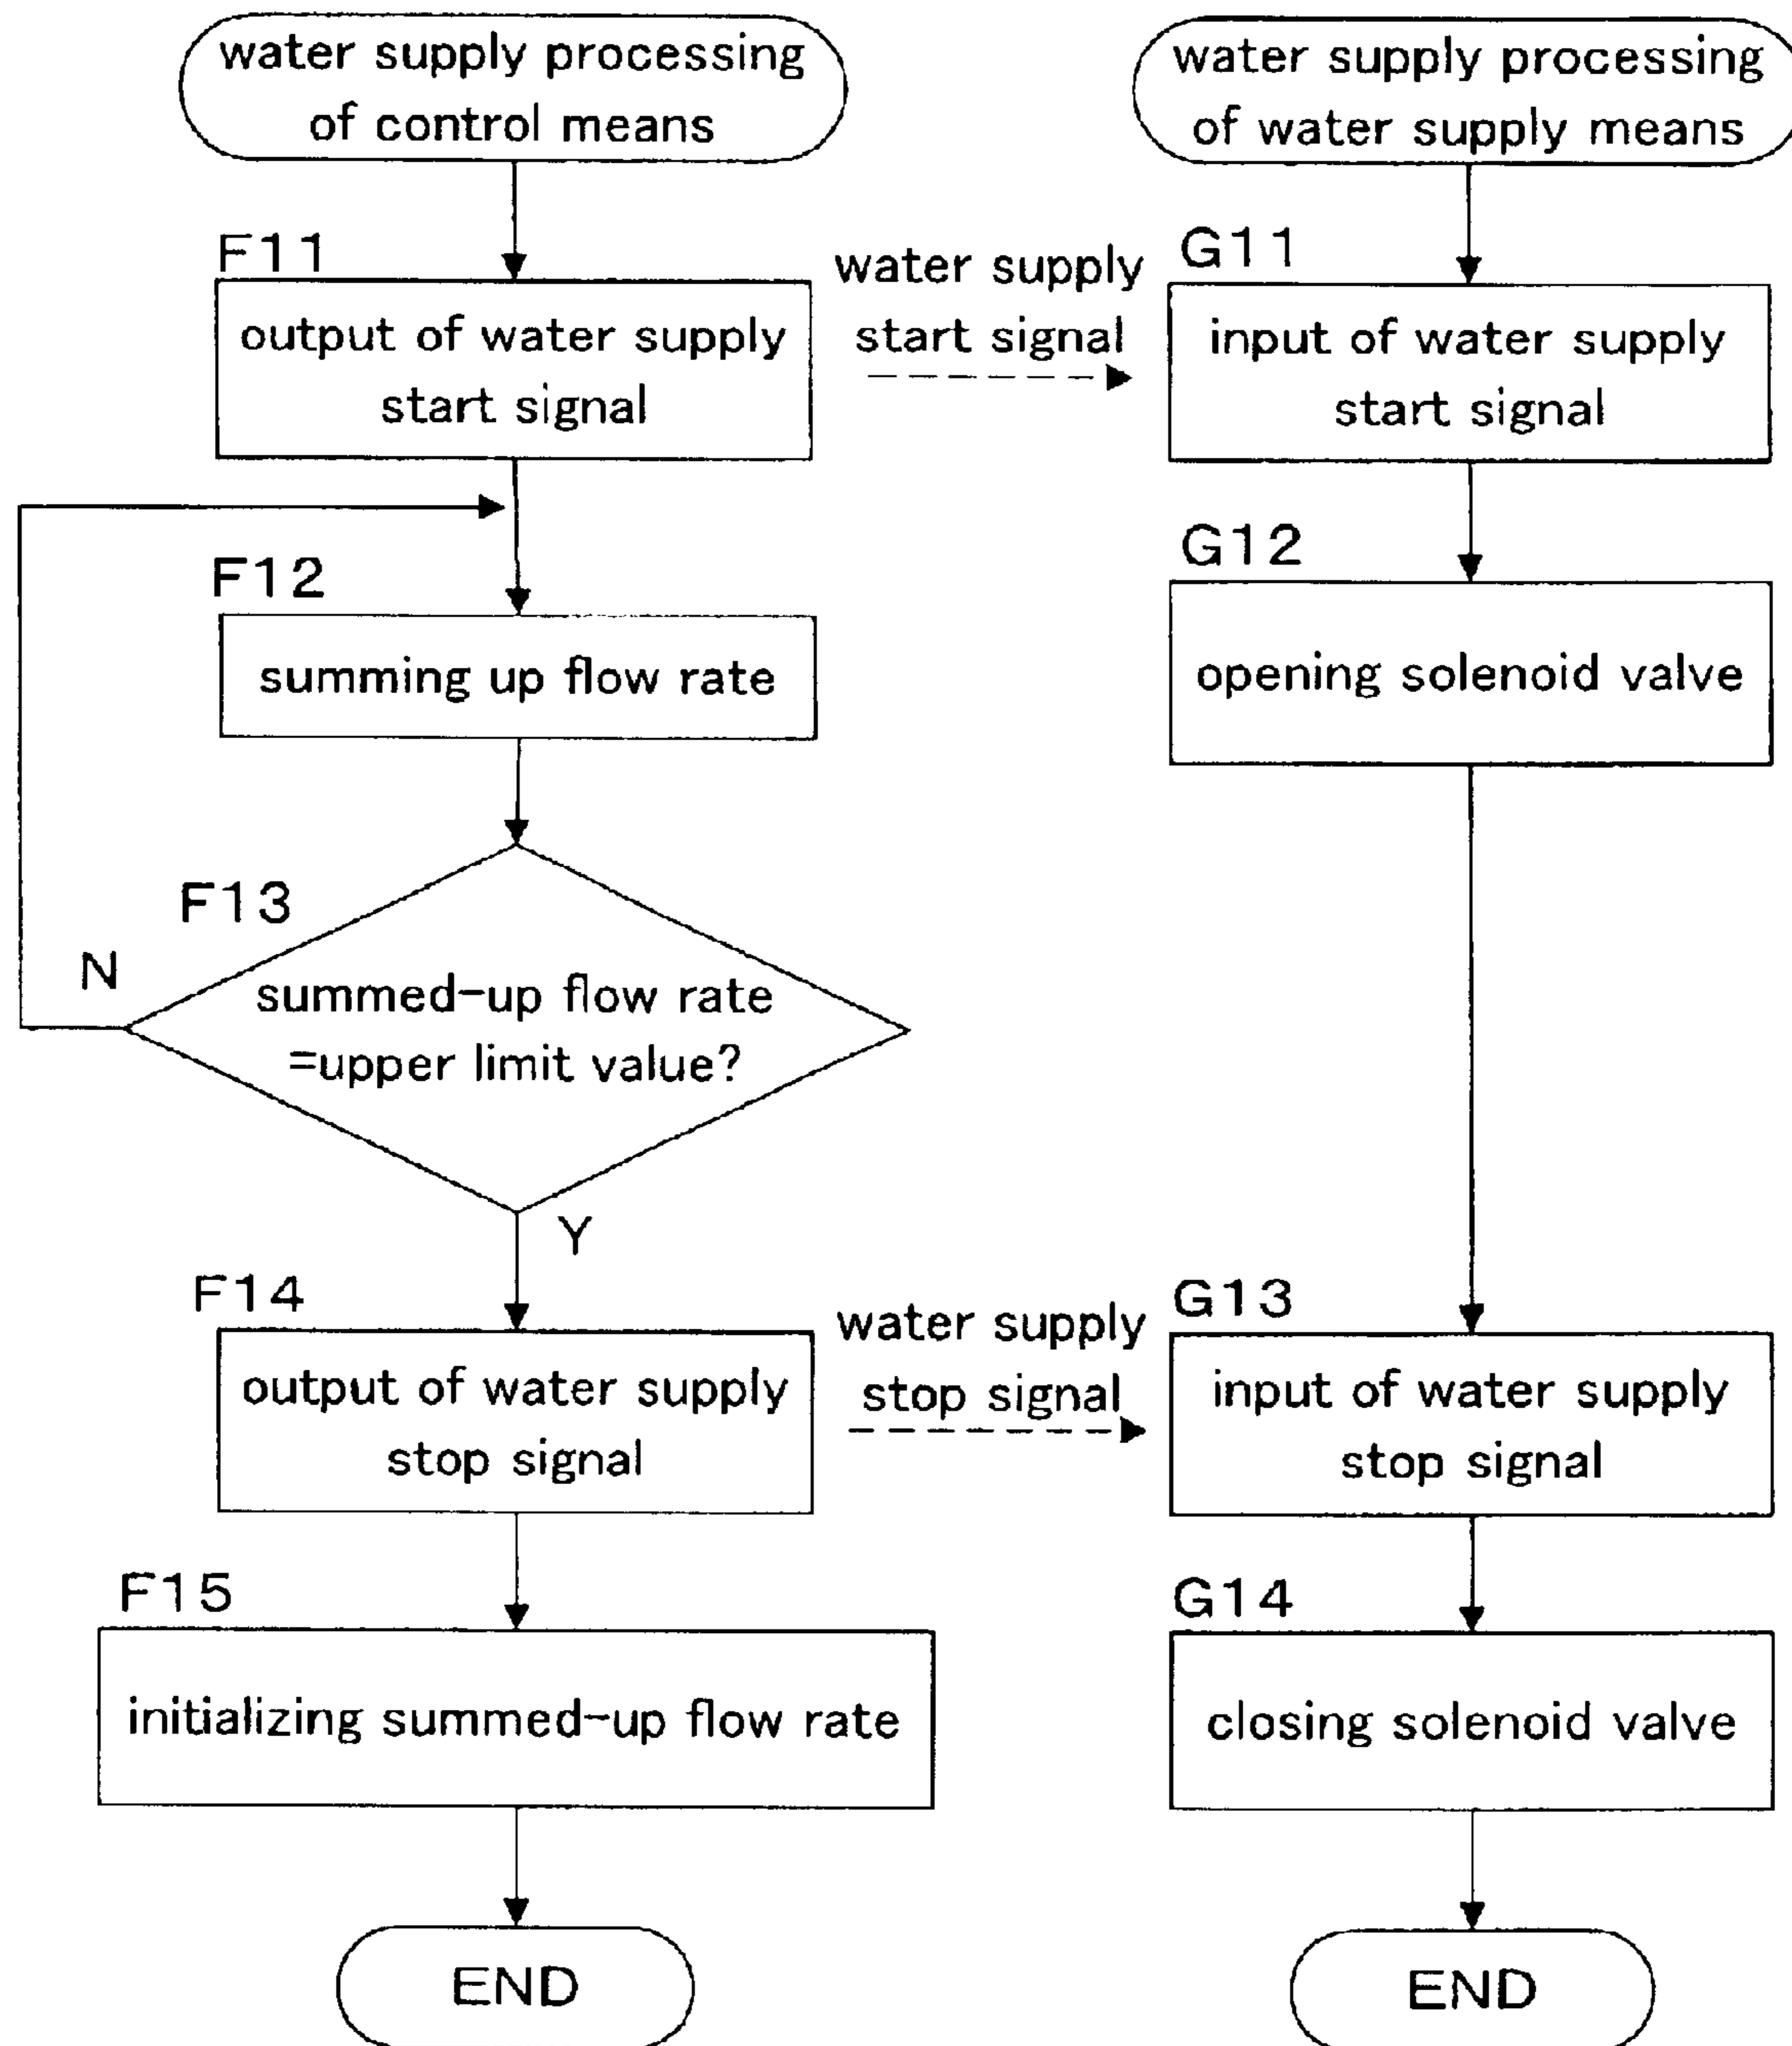 water supply processing
of control means
F11
output of water supply
start signal
F12
summing up flow rate
F13
N
summed-up flow rate
=upper limit value?
Y
F14
output of water supply
stop signal
F15
initializing summed-up flow rate
END
water supply
start signal
water supply
stop signal
water supply processing
of water supply means
G11
input of water supply
start signal
G12
opening solenoid valve
G13
input of water supply
stop signal
G14
closing solenoid valve
END